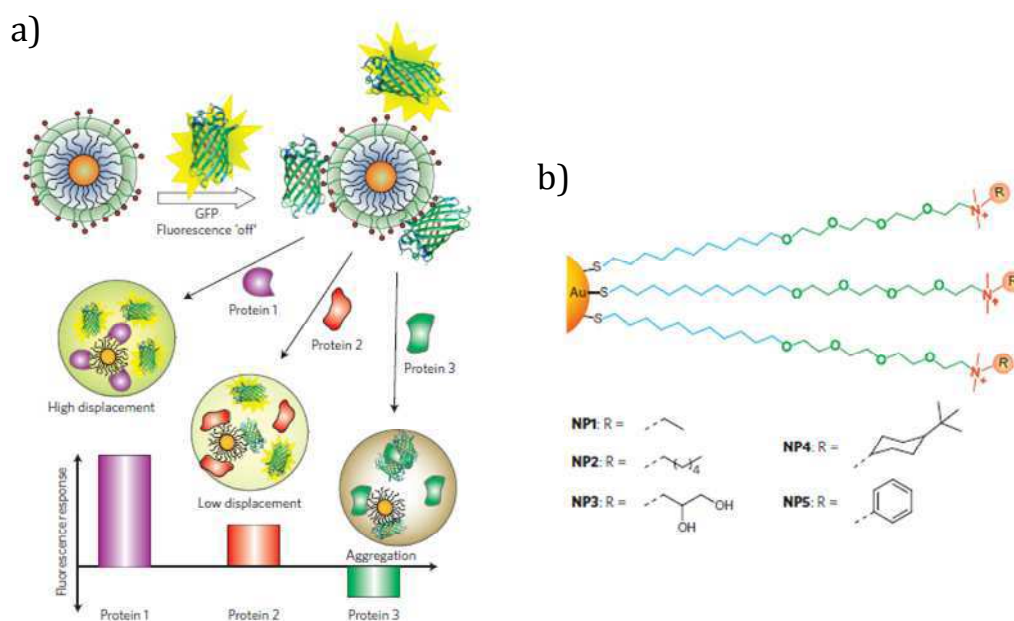 a)
GFP
Fluorescence "off"
Protein 1
Protein 2
Protein 3
High displacement
Low displacement
Aggregation
Fluorescence response
Protein 1
Protein 2
Protein 3
b)
R
O O O O N+
S
Au S O O O O N+ R
S
O O O O N+ R
NP1: R =
NP2: R = 4
NP3: R = OH
OH
NP4: R =
NP5: R =